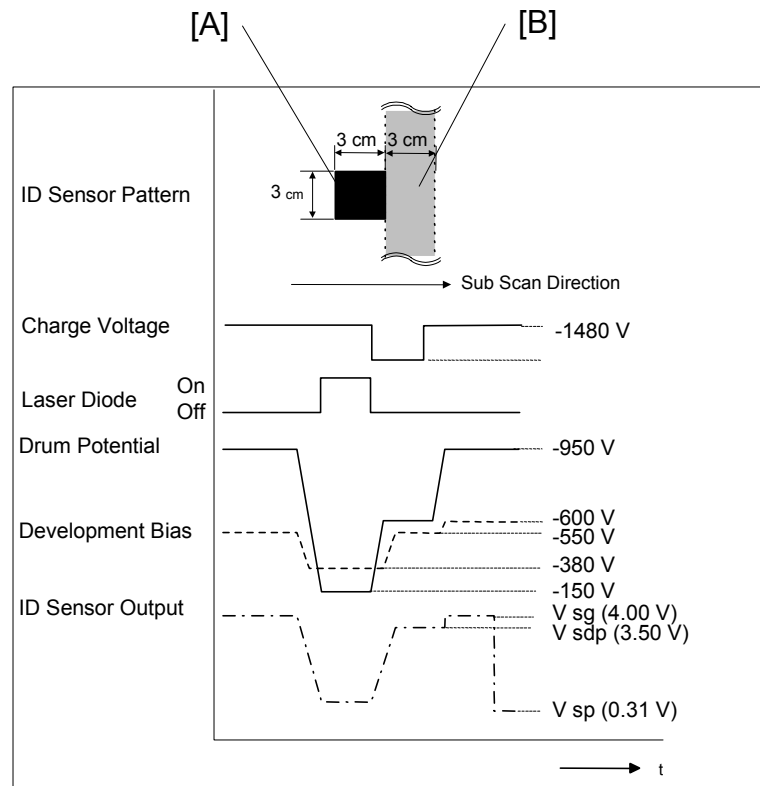 [A]
[B]
3 cm
3 cm
3 cm
ID Sensor Pattern
Sub Scan Direction
Charge Voltage
-1480 V
On
Laser Diode
Off
Drum Potential
-950 V
-600 V
Development Bias
-550 V
-380 V
-150 V
ID Sensor Output
V sg (4.00 V)
V sdp (3.50 V)
V sp (0.31 V)
t